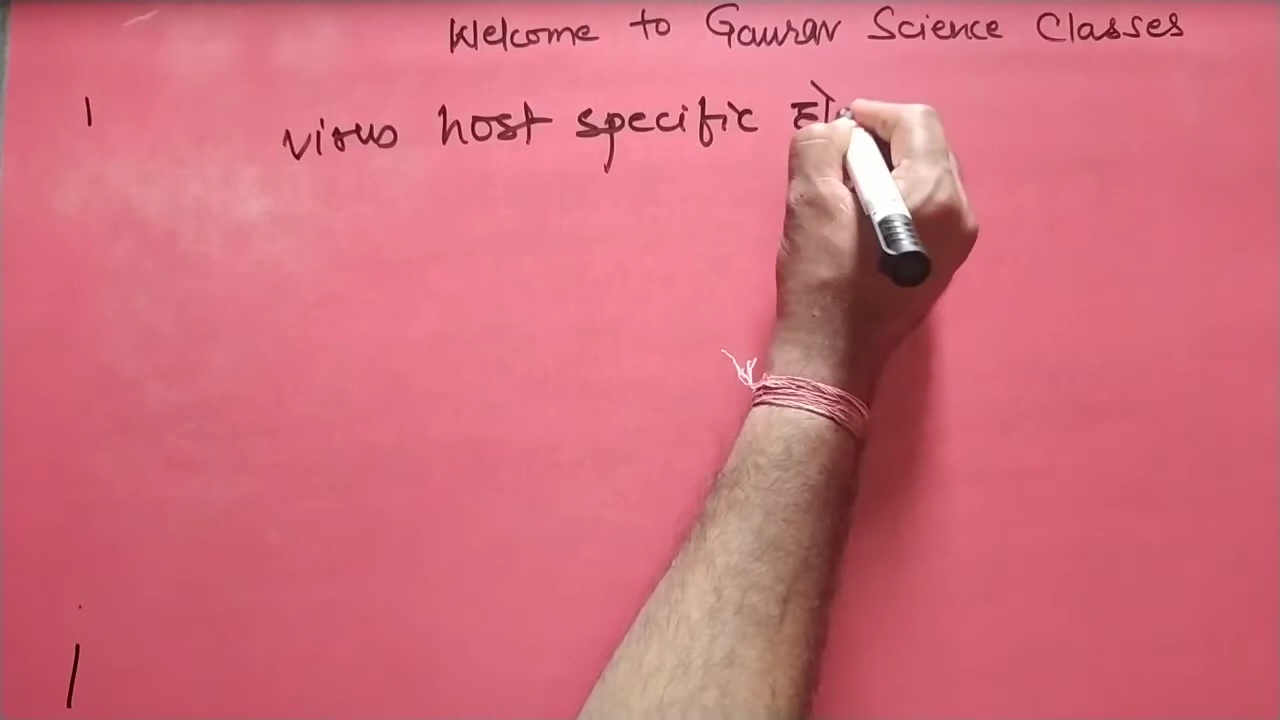 Welcome to Gaurav Science Classes
virus host specific हो